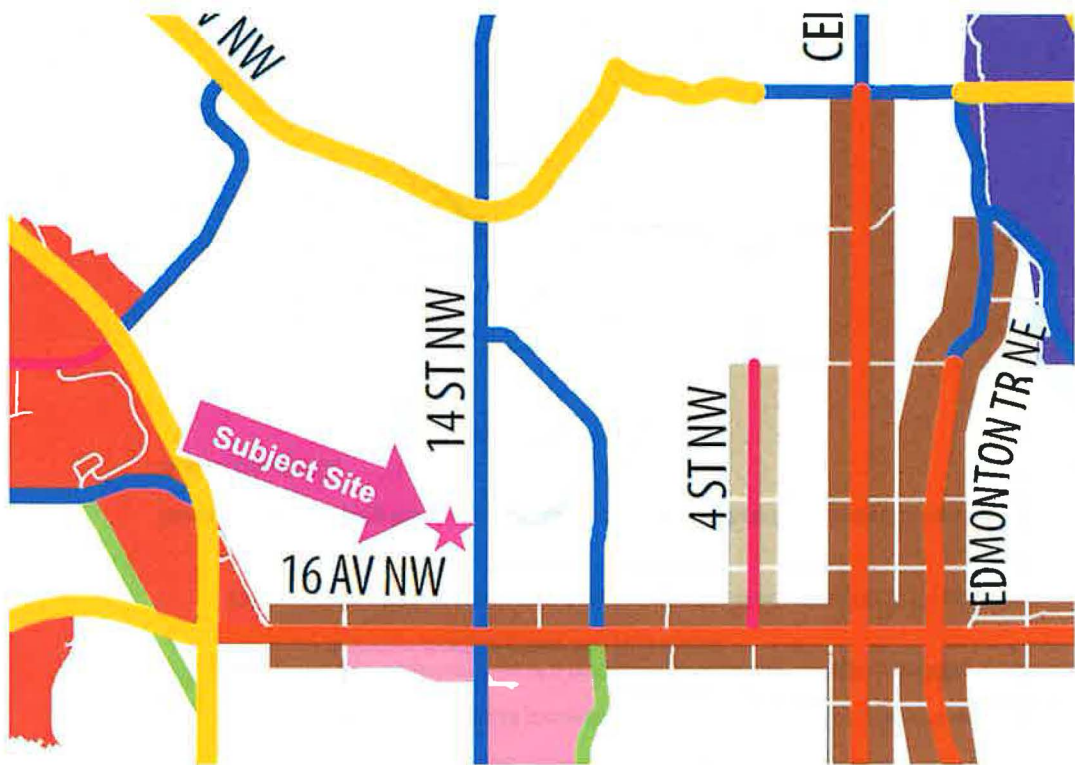 NW
CE
14 ST NW
Subject Site
4 ST NW
EDMONTON TR NE
16 AV NW